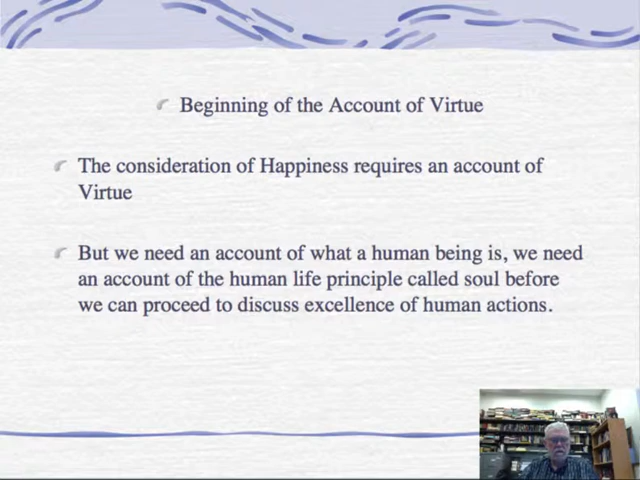 Beginning of the Account of Virtue
The consideration of Happiness requires an account of
Virtue
But we need an account of what a human being is, we need
an account of the human life principle called soul before
we can proceed to discuss excellence of human actions.